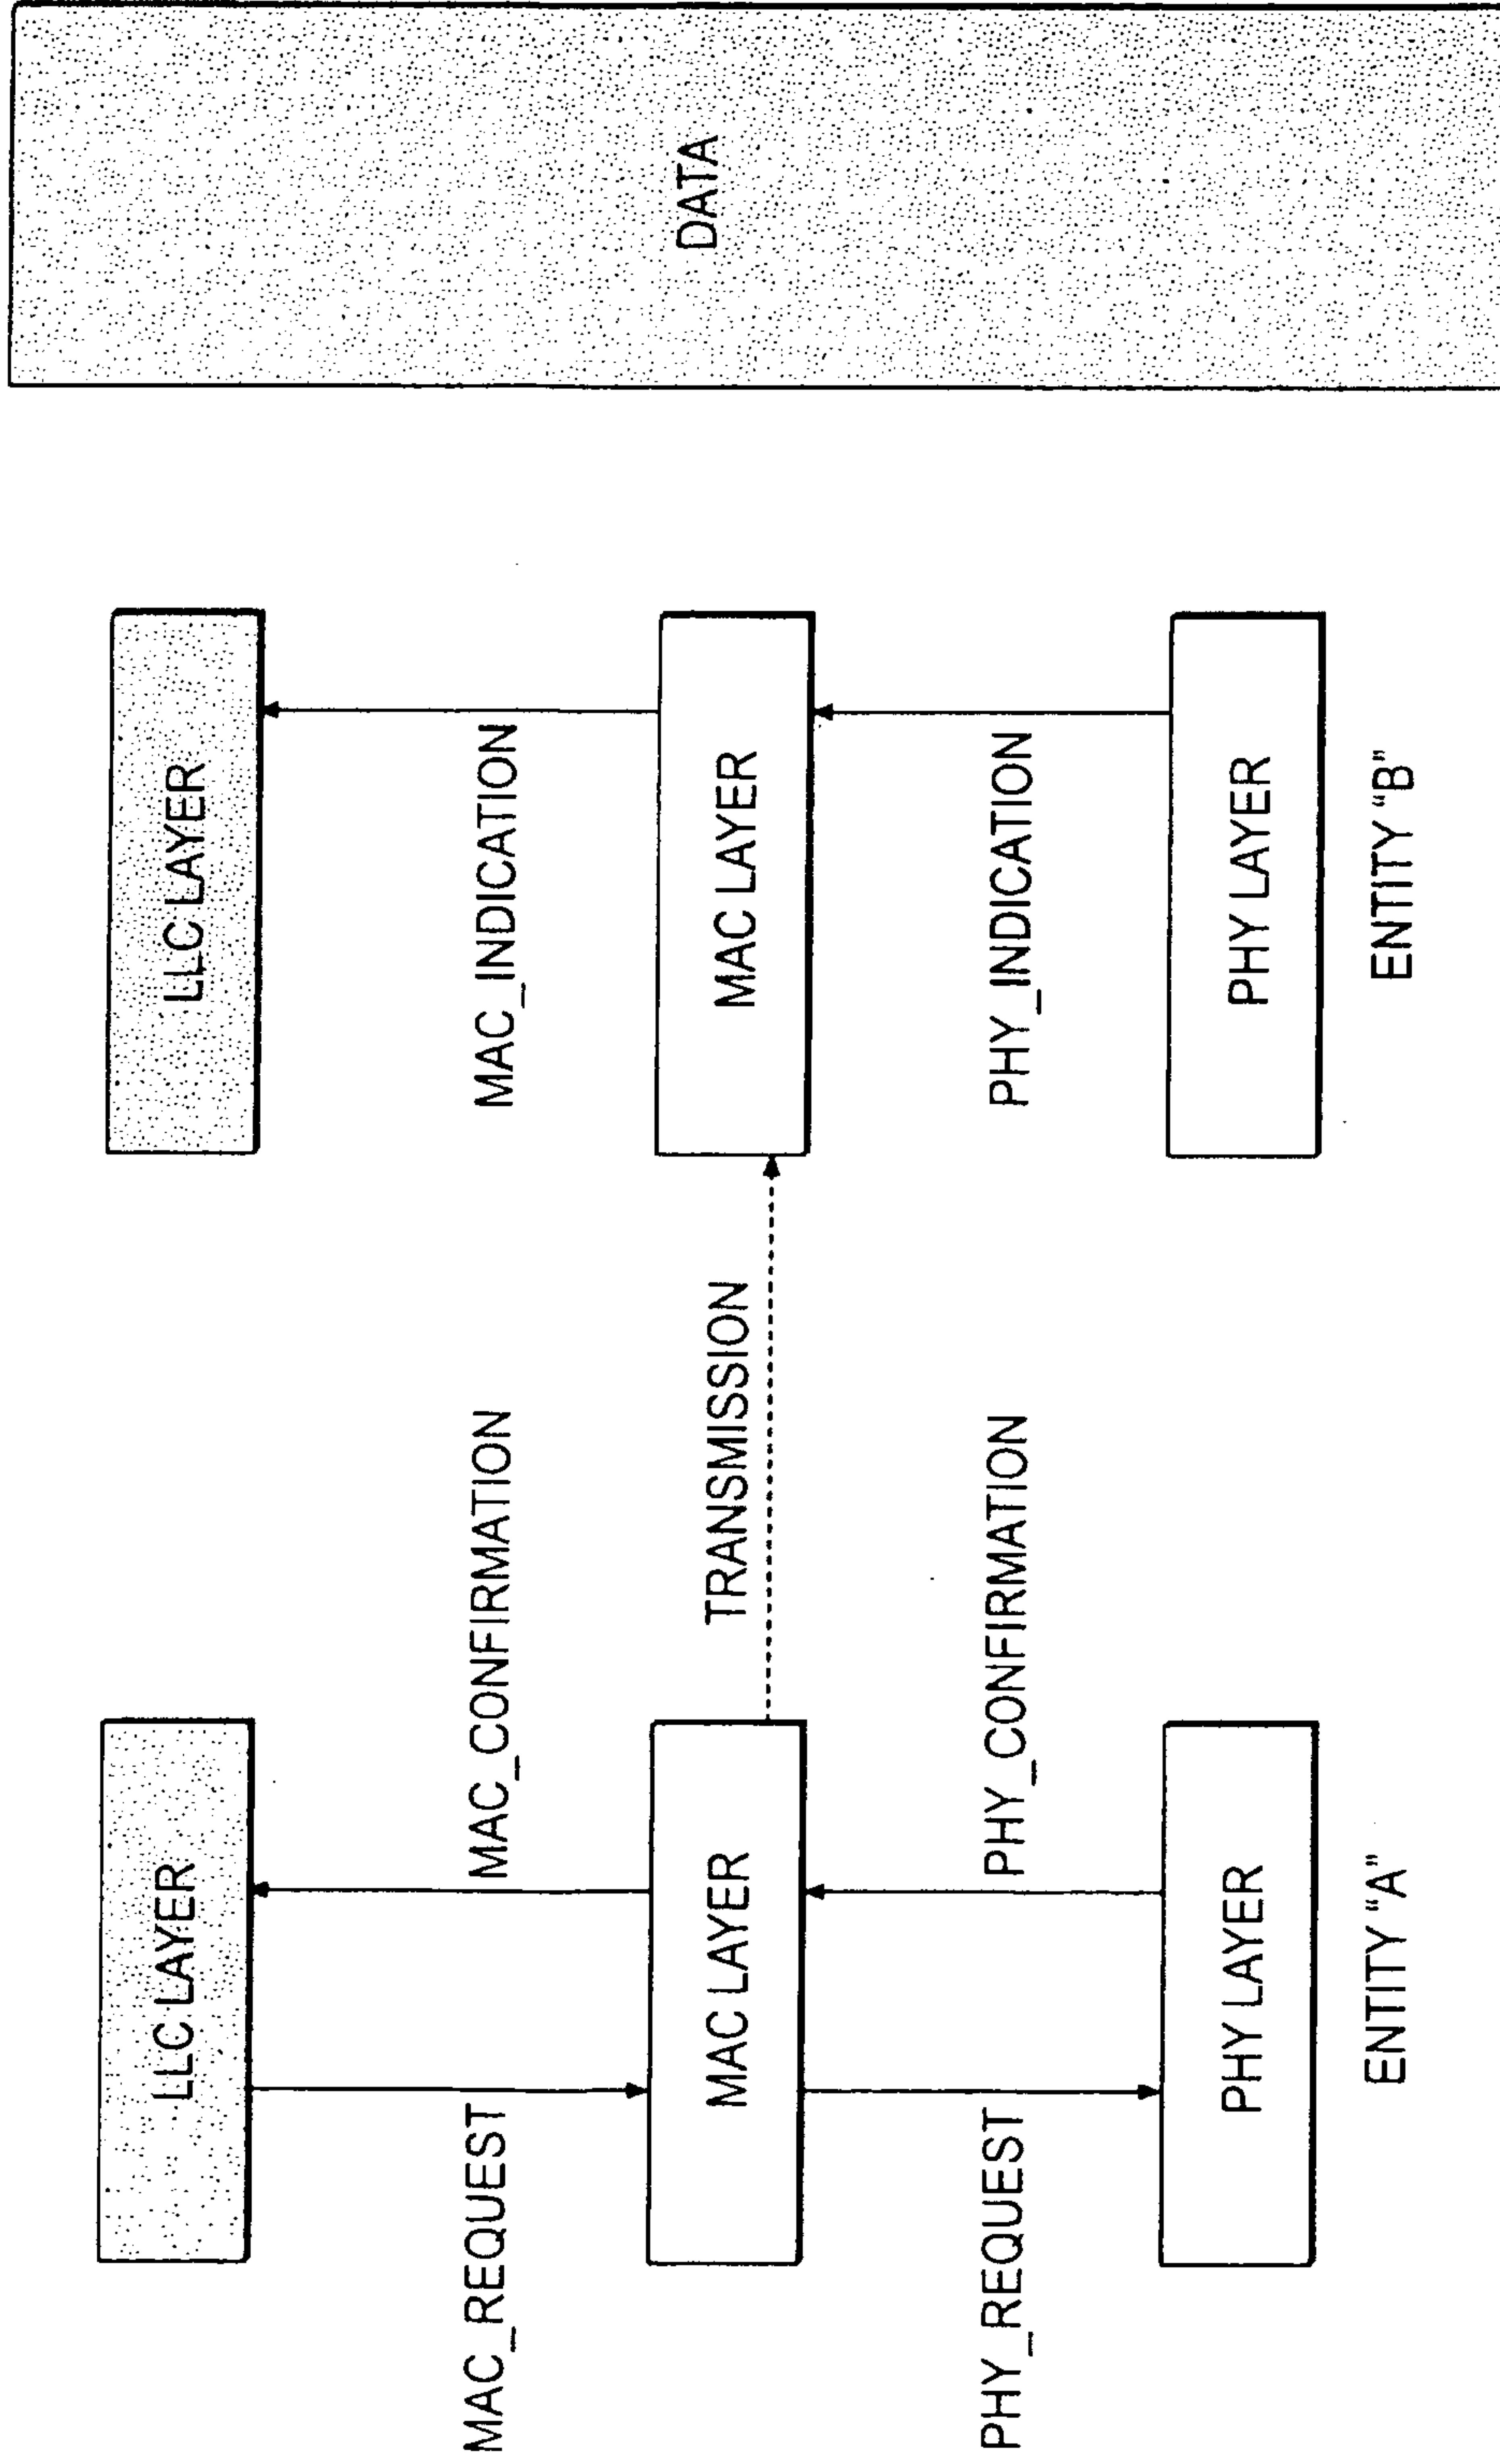 LLC LAYER
MAC_REQUEST
MAC_CONFIRMATION
MAC LAYER
PHY_REQUEST
PHY_CONFIRMATION
PHY LAYER
ENTITY "A"
TRANSMISSION
LLC LAYER
MAC_INDICATION
MAC LAYER
PHY_INDICATION
PHY LAYER
ENTITY "B"
DATA